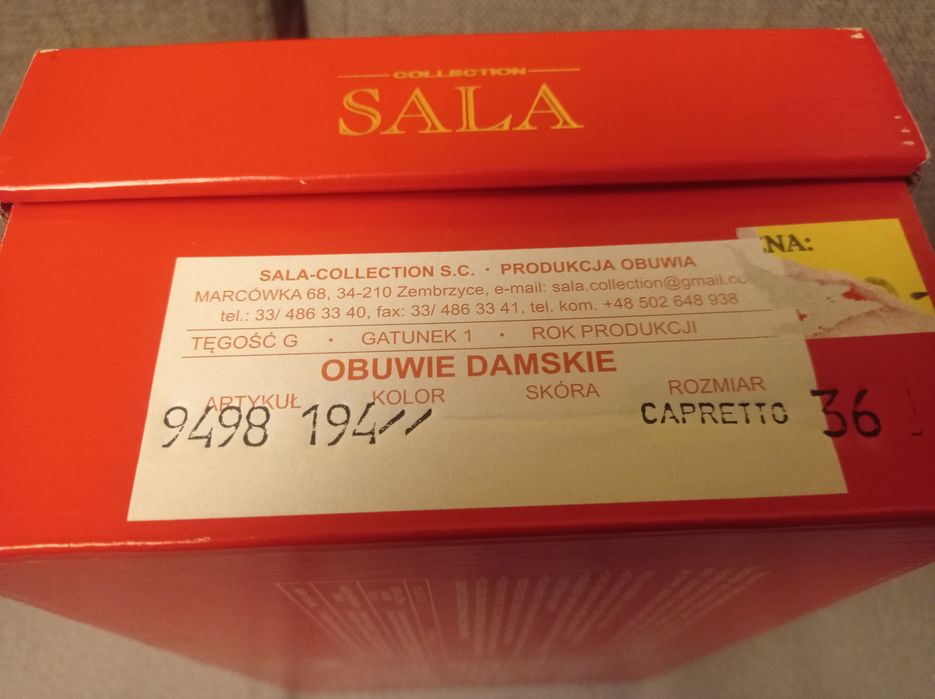 COLLECTION
SALA
NA:
SALA-COLLECTION S.C. · PRODUKCJA OBUWIA
MARCÓWKA 68, 34-210 Zembrzyce, e-mail: sala.collection@gmail.co
tel.: 33/ 486 33 40, fax: 33/ 486 33 41, tel. kom. +48 502 648 938
TĘGOŚĆ G · GATUNEK 1 · ROK PRODUKCJI
OBUWIE DAMSKIE
ARTYKUŁ KOLOR SKÓRA ROZMIAR
9498 194// CAPRETTO 36